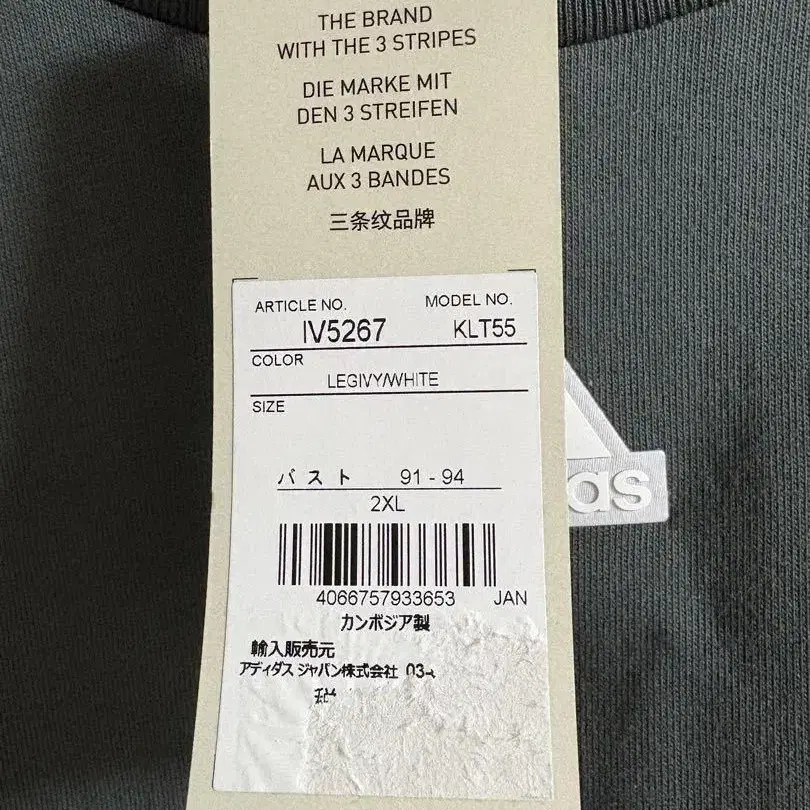 THE BRAND
WITH THE 3 STRIPES
DIE MARKE MIT
DEN 3 STREIFEN
LA MARQUE
AUX 3 BANDES
三条纹品牌
ARTICLE NO. MODEL NO.
IV5267 KLT55
COLOR
LEGIVY/WHITE
SIZE
バスト 91 - 94
2XL
4066757933653 JAN
カンボジア製
輸入販売元
アディダス ジャパン株式会社 03-
as